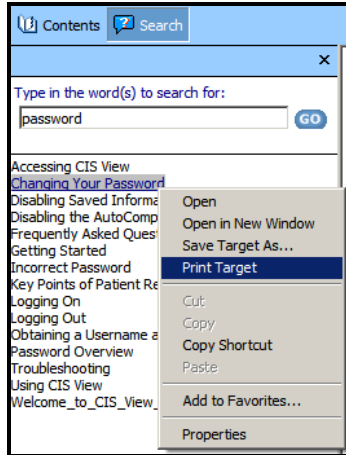 Contents Search
×
Type in the word(s) to search for:
password GO
Accessing CIS View
Changing Your Password
Disabling Saved Informa
Disabling the AutoComp
Frequently Asked Ques
Getting Started
Incorrect Password
Key Points of Patient Re
Logging On
Logging Out
Obtaining a Username a
Password Overview
Troubleshooting
Using CIS View
Welcome_to_CIS_View_
Open
Open in New Window
Save Target As...
Print Target
Cut
Copy
Copy Shortcut
Paste
Add to Favorites...
Properties